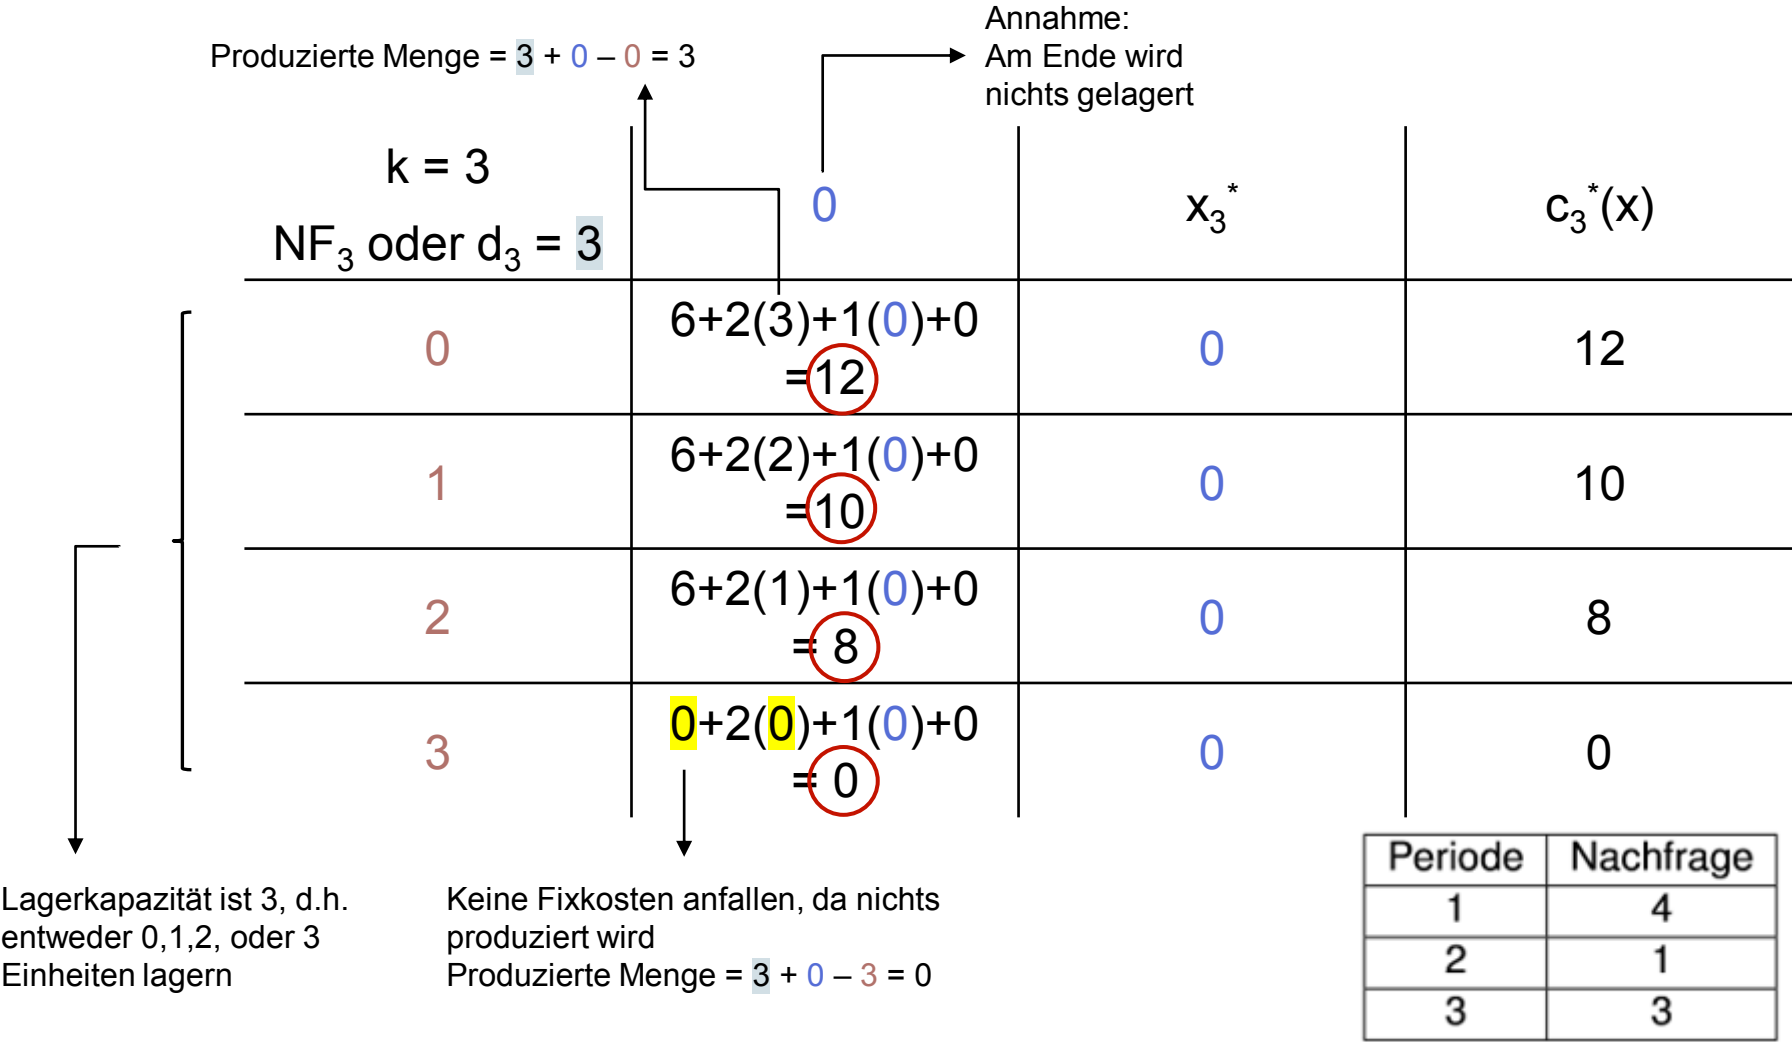 Annahme:
Am Ende wird
nichts gelagert
Produzierte Menge = 3 + 0 – 0 = 3
k = 3
NF₃ oder d₃ = 3
0
x₃*
c₃*(x)
0
6+2(3)+1(0)+0
=12
0
12
1
6+2(2)+1(0)+0
=10
0
10
2
6+2(1)+1(0)+0
= 8
0
8
3
0+2(0)+1(0)+0
= 0
0
0
Lagerkapazität ist 3, d.h.
entweder 0,1,2, oder 3
Einheiten lagern
Keine Fixkosten anfallen, da nichts
produziert wird
Produzierte Menge = 3 + 0 – 3 = 0
Periode Nachfrage
1 4
2 1
3 3